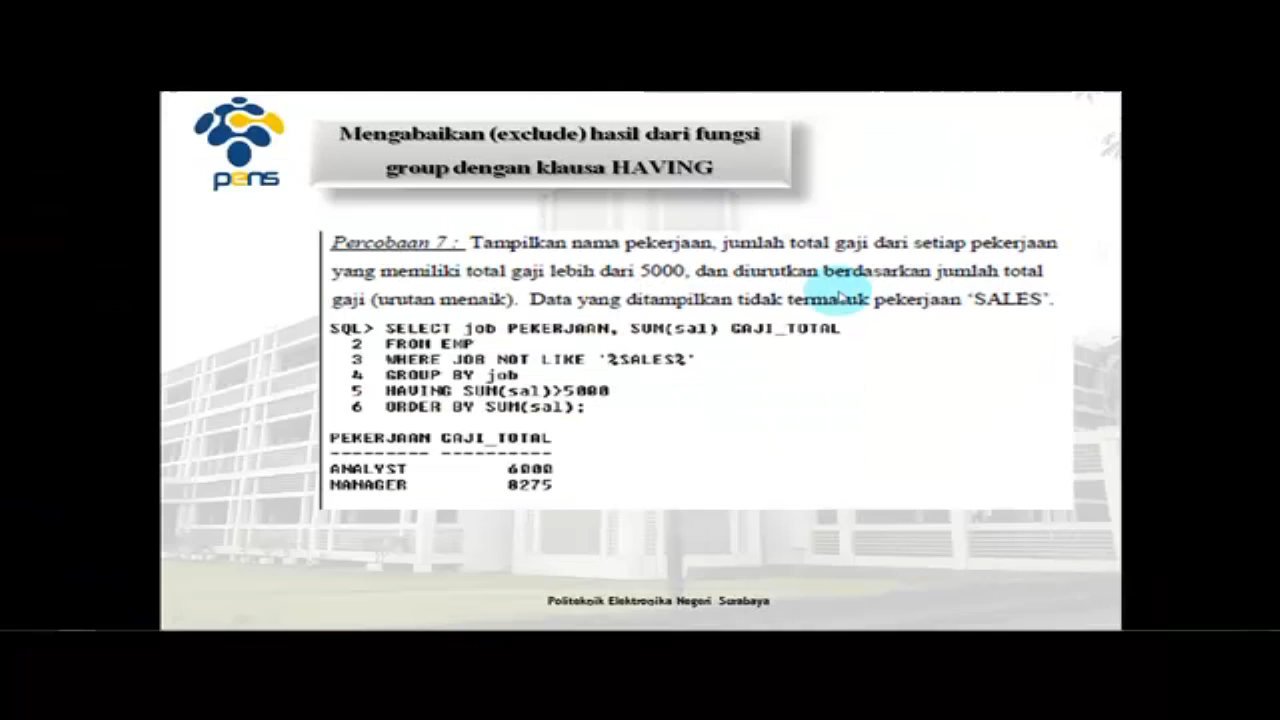 pens
Mengabaikan (exclude) hasil dari fungsi
group dengan klausa HAVING
Percobaan 7 : Tampilkan nama pekerjaan, jumlah total gaji dari setiap pekerjaan
yang memiliki total gaji lebih dari 5000, dan diurutkan berdasarkan jumlah total
gaji (urutan menaik). Data yang ditampilkan tidak termasuk pekerjaan 'SALES'.
SQL> SELECT job PEKERJAAN, SUM(sal) GAJI_TOTAL
2 FROM EMP
3 WHERE JOB NOT LIKE '%SALES%'
4 GROUP BY job
5 HAVING SUM(sal)>5000
6 ORDER BY SUM(sal);
PEKERJAAN GAJI_TOTAL
--------- ----------
ANALYST 6000
MANAGER 8275
Politeknik Elektronika Negeri Surabaya